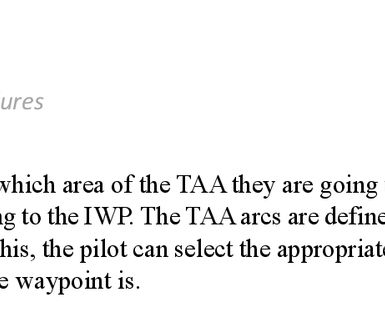 ures
which area of the TAA they are going
ng to the IWP. The TAA arcs are define
his, the pilot can select the appropriate
e waypoint is.